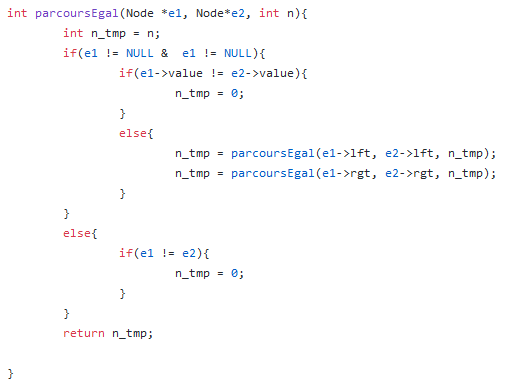 int parcoursEgal(Node *e1, Node*e2, int n){
int n_tmp = n;
if(e1 != NULL &  e1 != NULL){
if(e1->value != e2->value){
n_tmp = 0;
}
else{
n_tmp = parcoursEgal(e1->lft, e2->lft, n_tmp);
n_tmp = parcoursEgal(e1->rgt, e2->rgt, n_tmp);
}
}
else{
if(e1 != e2){
n_tmp = 0;
}
}
return n_tmp;
}